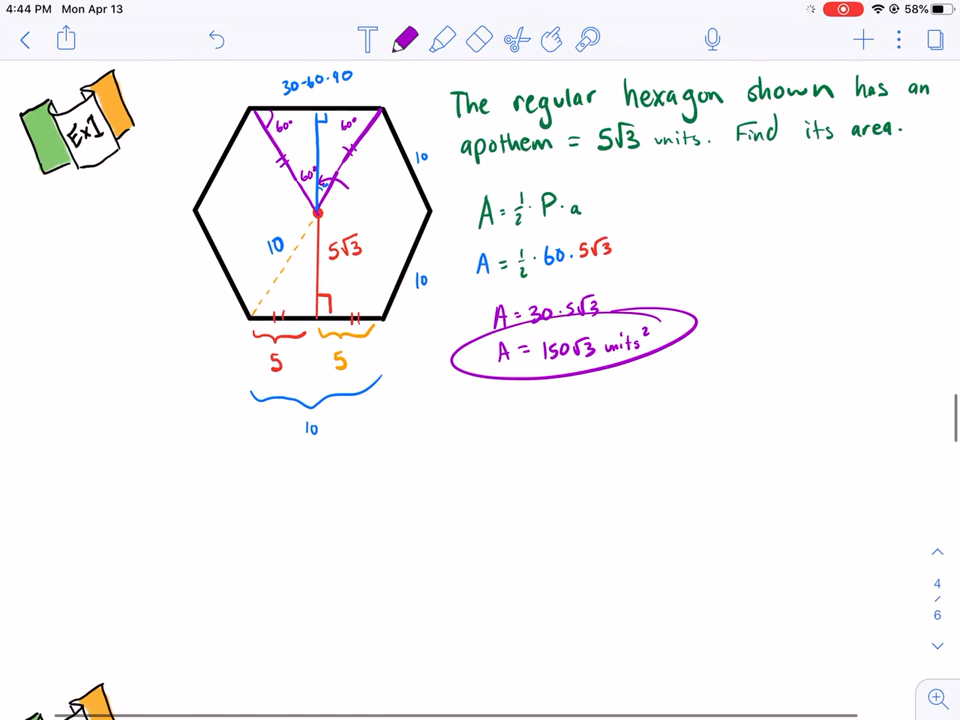 4:44 PM Mon Apr 13
58%
T
Ex1
30-60-90
60°
60°
60°
10
10
10
5√3
5
5
10
The regular hexagon shown has an
apothem = 5√3 units. Find its area.
A = 1/2 · P · a
A = 1/2 · 60 · 5√3
A = 30 · 5√3
A = 150√3 units²
4
/
6